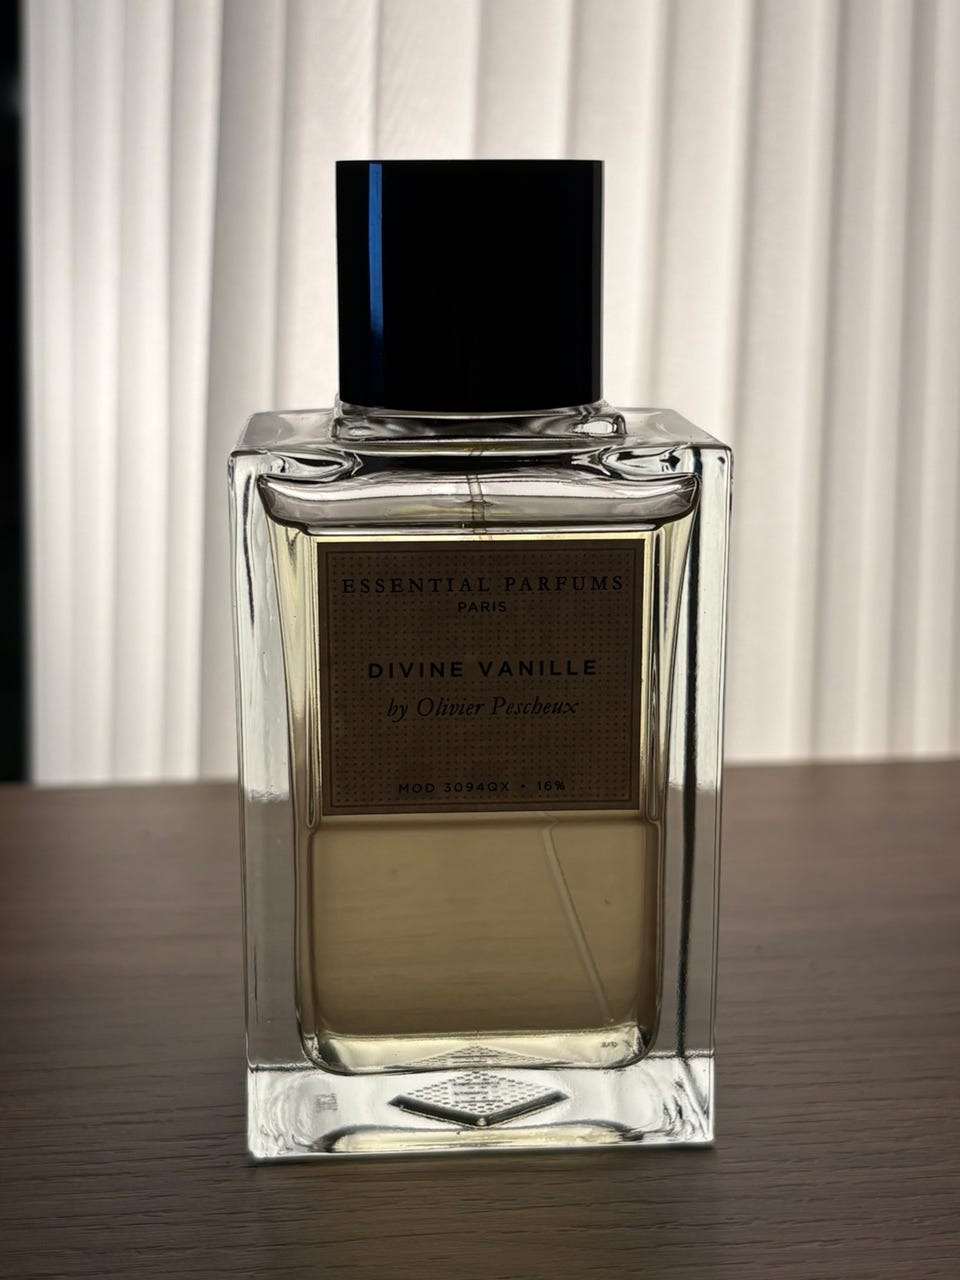 ESSENTIAL PARFUMS
PARIS
DIVINE VANILLE
by Olivier Pescheux
MOD 3094QX • 16%